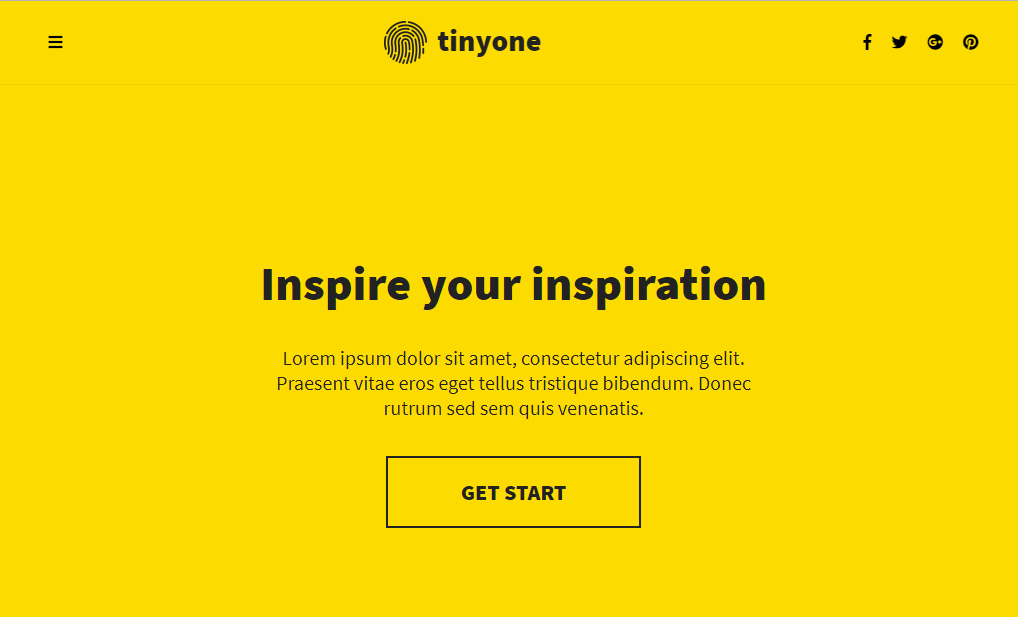 tinyone
Inspire your inspiration
Lorem ipsum dolor sit amet, consectetur adipiscing elit.
Praesent vitae eros eget tellus tristique bibendum. Donec
rutrum sed sem quis venenatis.
GET START